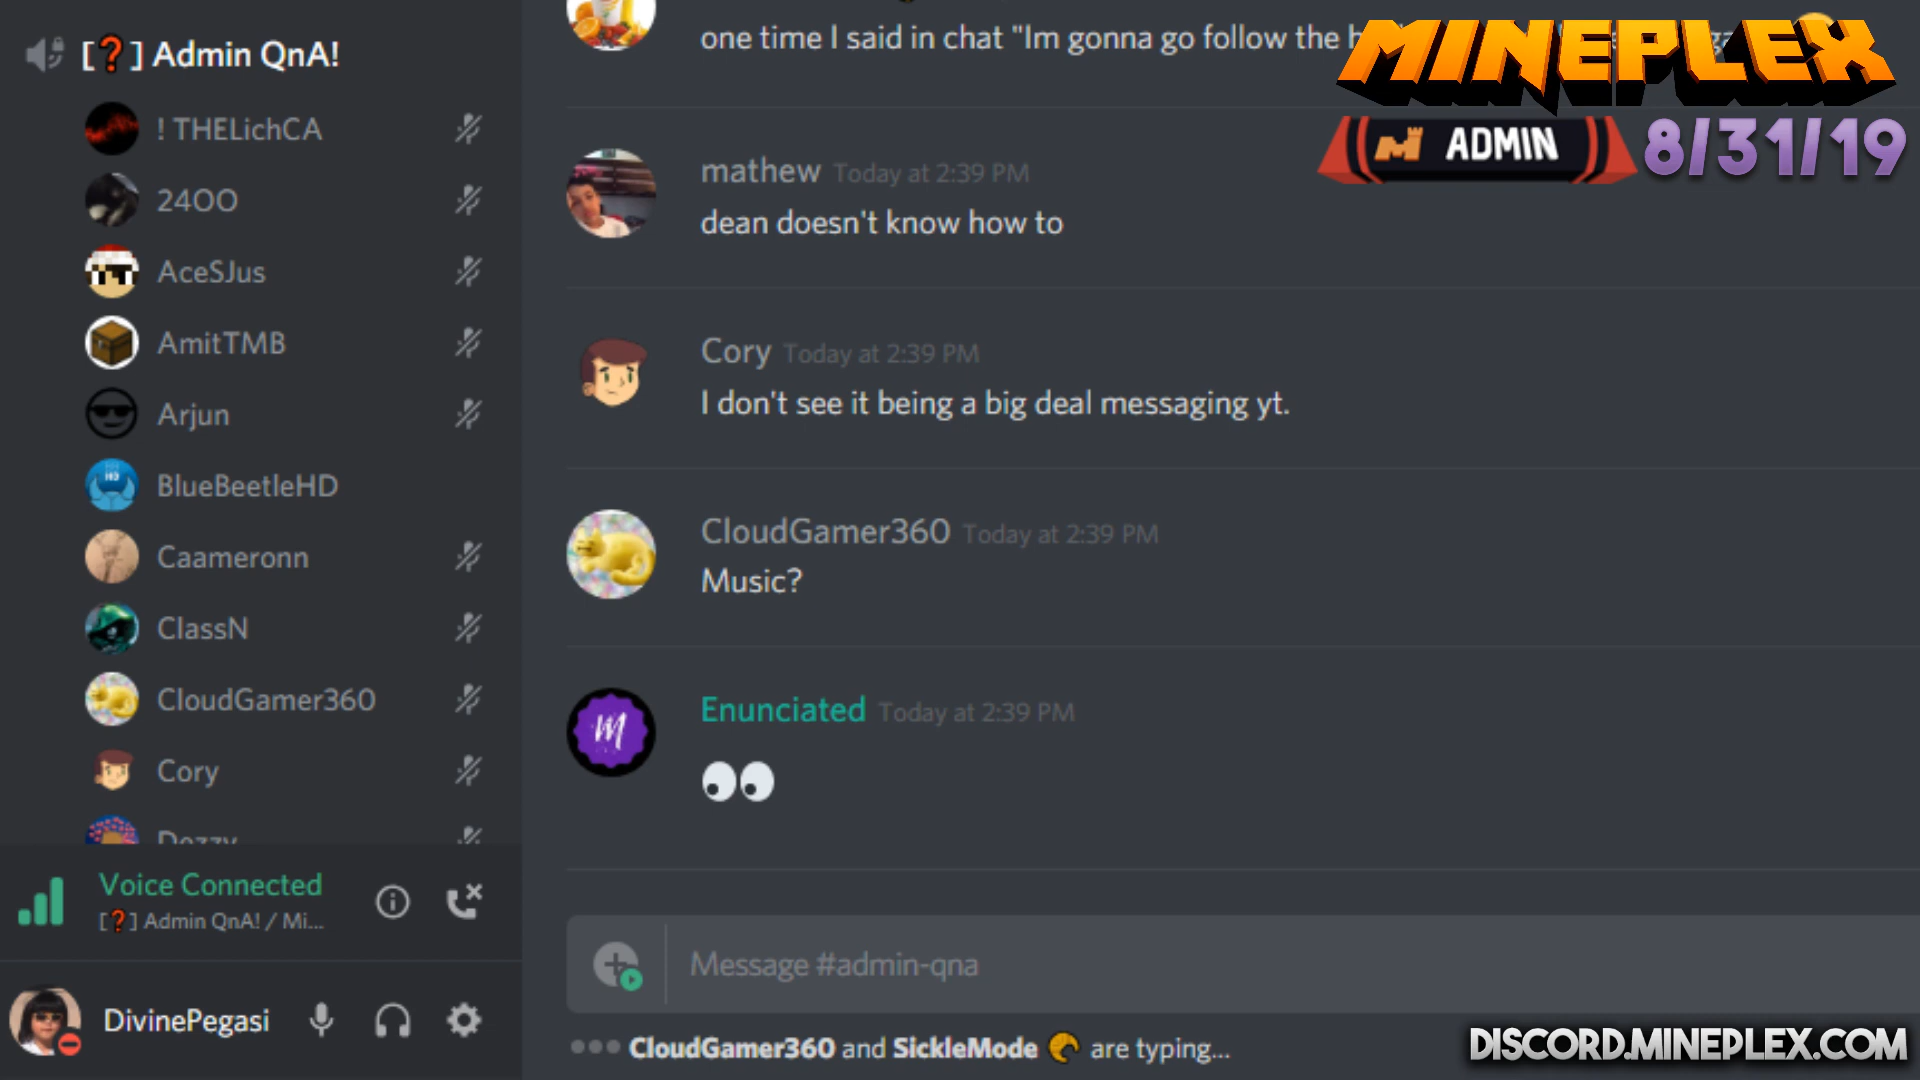 [❓] Admin QnA!
! THELichCA
24OO
AceSJus
AmitTMB
Arjun
BlueBeetleHD
Caameronn
ClassN
CloudGamer360
Cory
Dozzy
Voice Connected
[❓] Admin QnA! / Mi...
DivinePegasi
one time I said in chat "Im gonna go follow the
mathew Today at 2:39 PM
dean doesn't know how to
Cory Today at 2:39 PM
I don't see it being a big deal messaging yt.
CloudGamer360 Today at 2:39 PM
Music?
Enunciated Today at 2:39 PM
👀
Message #admin-qna
CloudGamer360 and SickleMode are typing...
MINEPLEX
ADMIN 8/31/19
DISCORD.MINEPLEX.COM